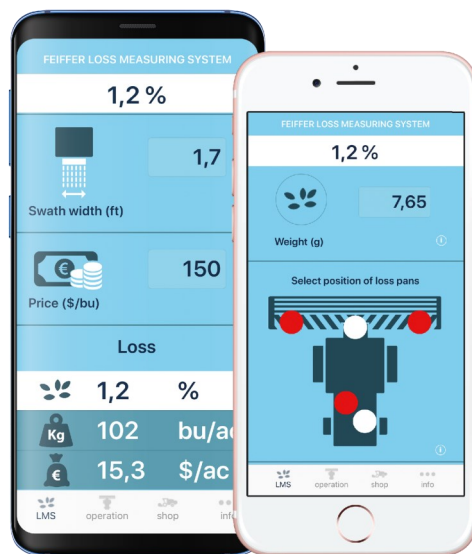 FEIFFER LOSS MEASURING SYSTEM
1,2 %
1,7
Swath width (ft)
€
150
Price ($/bu)
Loss
1,2 %
Kg 102
€ 15,3 $/ac
LMS operation shop
FEIFFER LOSS MEASURING SYSTEM
1,2 %
7,65
Weight (g)
Select position of loss pans
LMS operation shop info